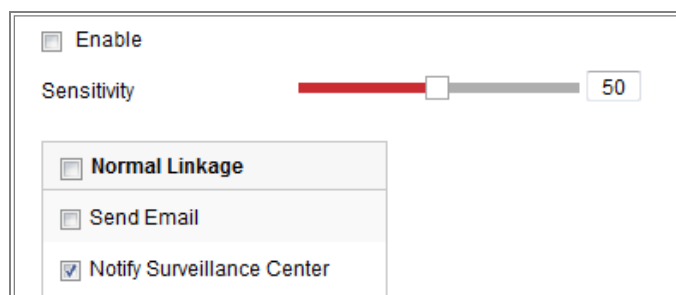 Enable
Sensitivity 50
Normal Linkage
Send Email
Notify Surveillance Center